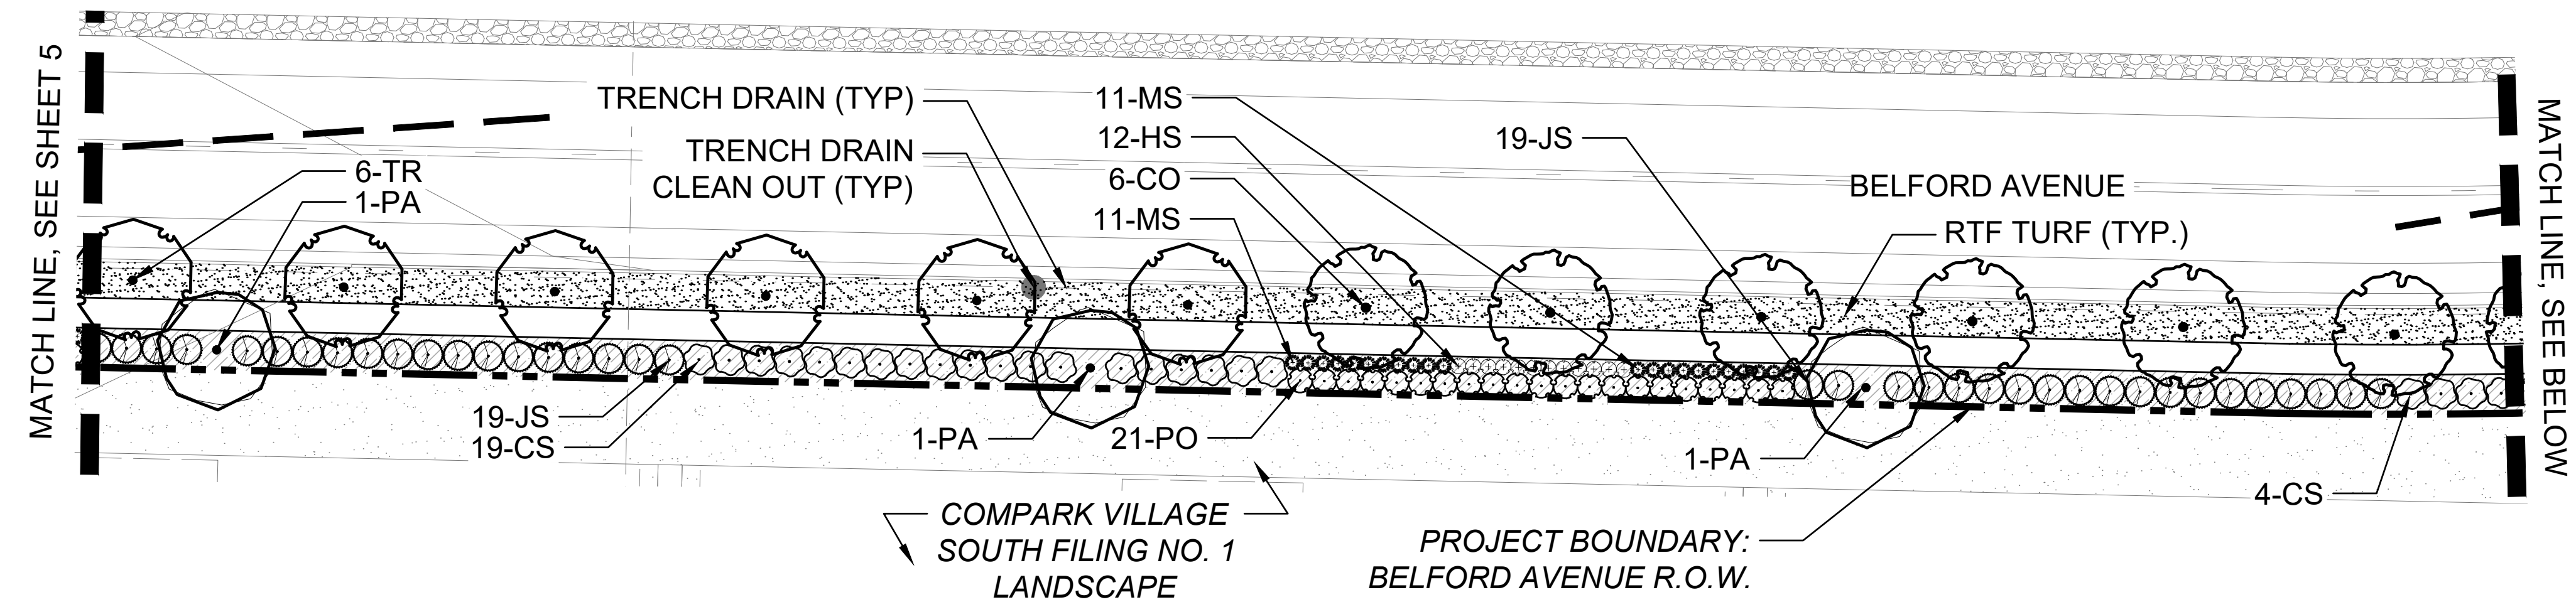 MATCH LINE, SEE SHEET 5
6-TR
1-PA
TRENCH DRAIN (TYP)
TRENCH DRAIN
CLEAN OUT (TYP)
11-MS
12-HS
6-CO
11-MS
19-JS
BELFORD AVENUE
RTF TURF (TYP.)
MATCH LINE, SEE BELOW
19-JS
19-CS
1-PA
21-PO
1-PA
4-CS
COMPARK VILLAGE
SOUTH FILING NO. 1
LANDSCAPE
PROJECT BOUNDARY:
BELFORD AVENUE R.O.W.